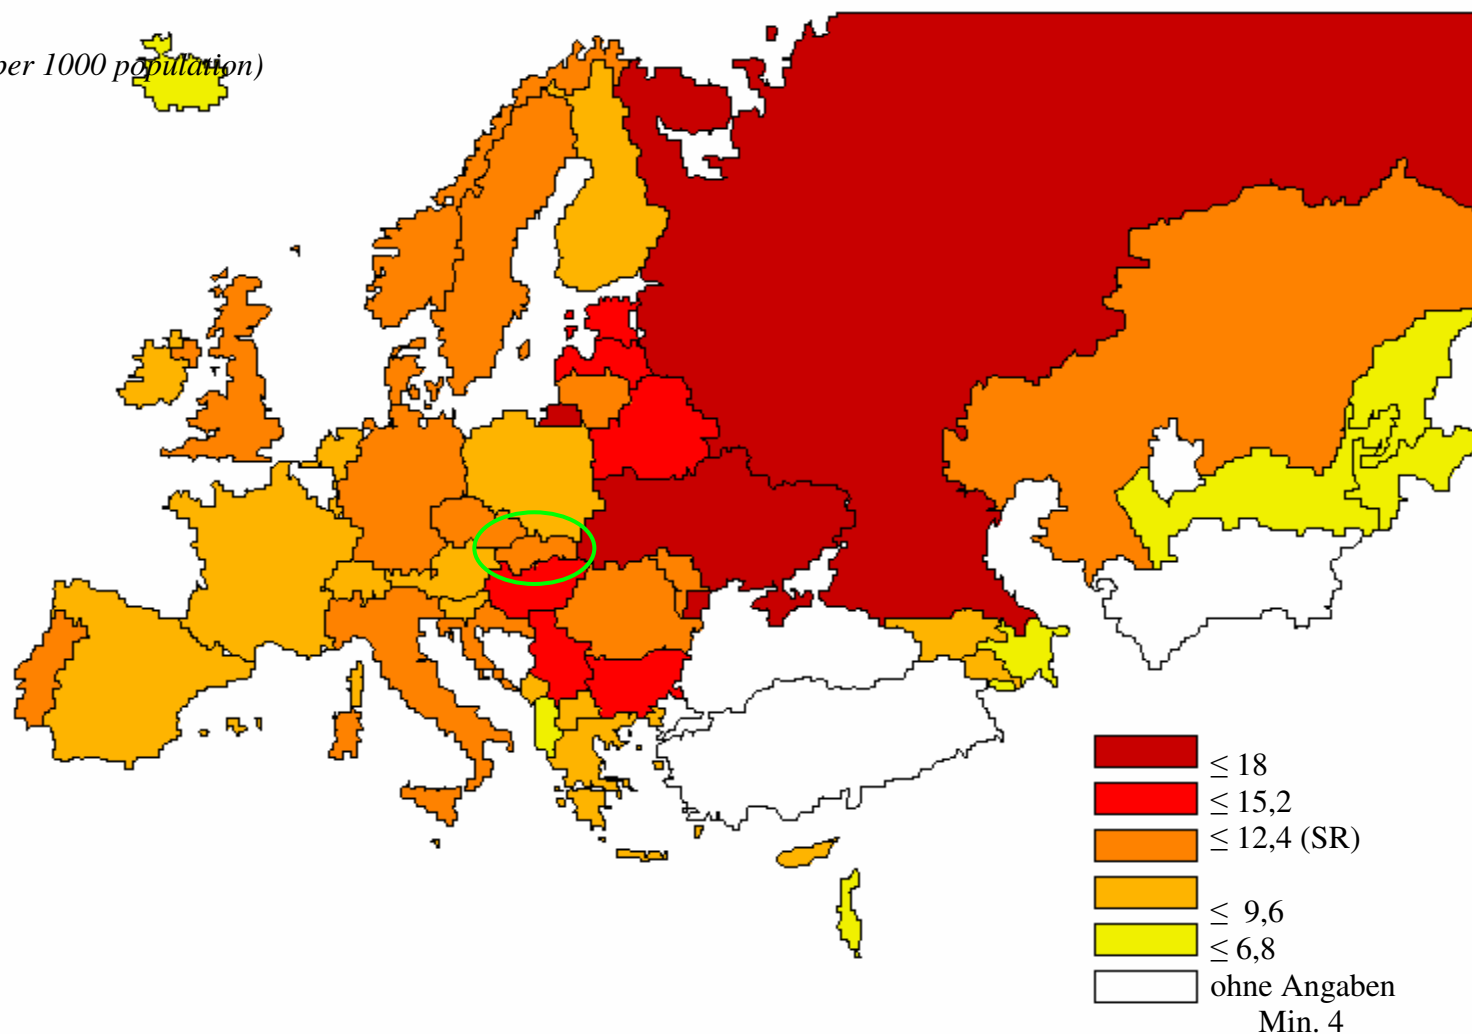 per 1000 population)
≤ 18
≤ 15,2
≤ 12,4 (SR)
≤ 9,6
≤ 6,8
ohne Angaben
Min. 4